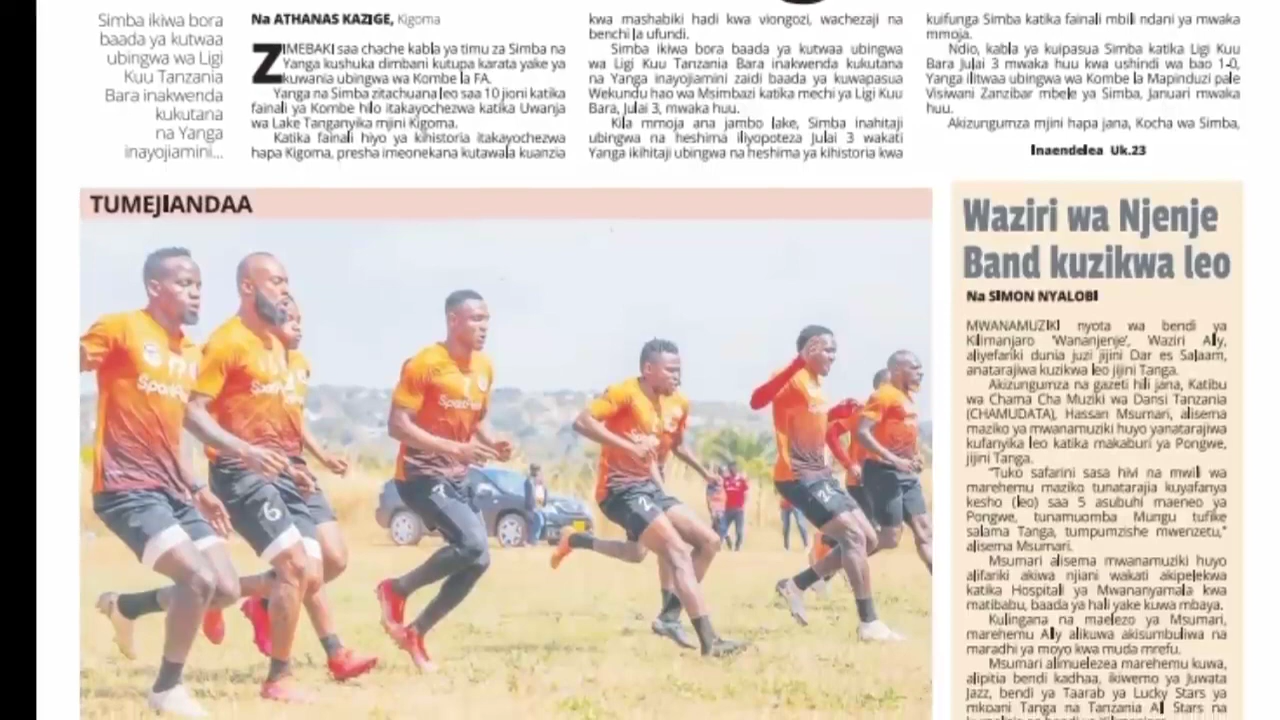 Simba ikiwa bora
baada ya kutwaa
ubingwa wa Ligi
Kuu Tanzania
Bara inakwenda
kukutana
na Yanga
inayojiamini...
Na ATHANAS KAZIGE, Kigoma
ZIMEBAKI saa chache kabla ya timu za Simba na
Yanga kushuka dimbani kutupa karata yake ya
kuwania ubingwa wa Kombe la FA.
Yanga na Simba zitachuana leo saa 10 jioni katika
fainali ya Kombe hilo itakayochezwa katika Uwanja
wa Lake Tanganyika mjini Kigoma.
Katika fainali hiyo ya kihistoria itakayochezwa
hapa Kigoma, presha imeonekana kutawala kuanzia
kwa mashabiki hadi kwa viongozi, wachezaji na
benchi la ufundi.
Simba ikiwa bora baada ya kutwaa ubingwa
wa Ligi Kuu Tanzania Bara inakwenda kukutana
na Yanga inayojiamini zaidi baada ya kuwapasua
Wekundu hao wa Msimbazi katika mechi ya Ligi Kuu
Bara, Julai 3, mwaka huu.
Kila mmoja ana jambo lake, Simba inahitaji
ubingwa na heshima iliyopoteza Julai 3 wakati
Yanga ikihitaji ubingwa na heshima ya kihistoria kwa
kuifunga Simba katika fainali mbili ndani ya mwaka
mmoja.
Ndio, kabla ya kuipasua Simba katika Ligi Kuu
Bara Julai 3 mwaka huu kwa ushindi wa bao 1-0,
Yanga ilitwaa ubingwa wa Kombe la Mapinduzi pale
Visiwani Zanzibar mbele ya Simba, Januari mwaka
huu.
Akizungumza mjini hapa jana, Kocha wa Simba,
Inaendelea Uk.23
TUMEJIANDAA
Waziri wa Njenje
Band kuzikwa leo
Na SIMON NYALOBI
MWANAMUZIKI nyota wa bendi ya
Kilimanjaro 'Wananjenje', Waziri Ally,
aliyefariki dunia juzi jijini Dar es Salaam,
anatarajiwa kuzikwa leo jijini Tanga.
Akizungumza na gazeti hili jana, Katibu
wa Chama Cha Muziki wa Dansi Tanzania
(CHAMUDATA), Hassan Msumari, alisema
maziko ya mwanamuziki huyo yanatarajiwa
kufanyika leo katika makaburi ya Pongwe,
jijini Tanga.
"Tuko safarini sasa hivi na mwili wa
marehemu maziko tunatarajia kuyafanya
kesho (leo) saa 5 asubuhi maeneo ya
Pongwe, tunamuomba Mungu tufike
salama Tanga, tumpumzishe mwenzetu,"
alisema Msumari.
Msumari alisema mwanamuziki huyo
alifariki akiwa njiani wakati akipelekwa
katika Hospitali ya Mwananyamala kwa
matibabu, baada ya hali yake kuwa mbaya.
Kulingana na maelezo ya Msumari,
marehemu Ally alikuwa akisumbuliwa na
maradhi ya moyo kwa muda mrefu.
Msumari alimuelezea marehemu kuwa,
alipitia bendi kadhaa, ikiwemo ya Juwata
Jazz, bendi ya Taarab ya Lucky Stars ya
mkoani Tanga na Tanzania All Stars na